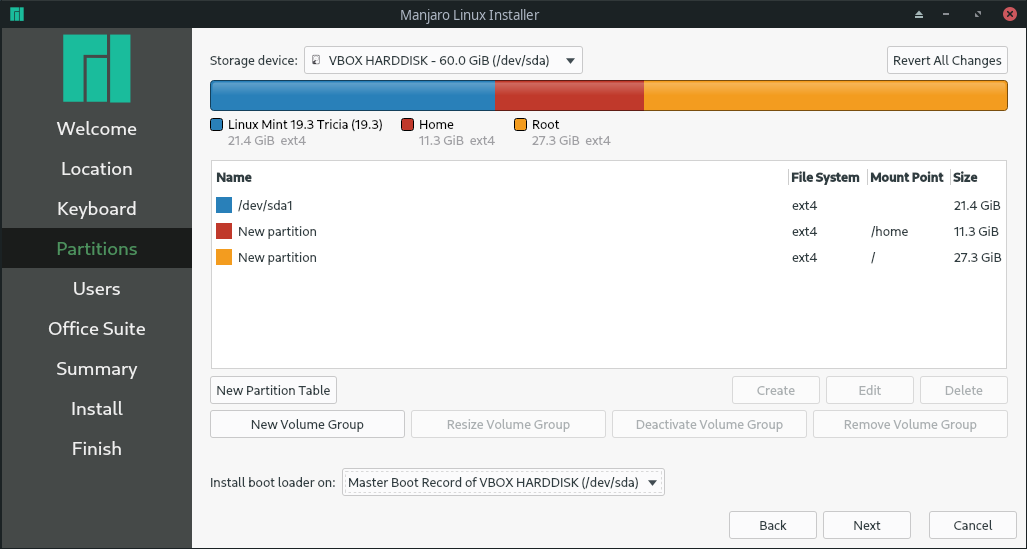 Manjaro Linux Installer
Welcome
Location
Keyboard
Partitions
Users
Office Suite
Summary
Install
Finish
Storage device: VBOX HARDDISK - 60.0 GiB (/dev/sda) Revert All Changes
Linux Mint 19.3 Tricia (19.3) Home Root
21.4 GiB ext4 11.3 GiB ext4 27.3 GiB ext4
Name File System Mount Point Size
/dev/sda1 ext4 21.4 GiB
New partition ext4 /home 11.3 GiB
New partition ext4 / 27.3 GiB
New Partition Table Create Edit Delete
New Volume Group Resize Volume Group Deactivate Volume Group Remove Volume Group
Install boot loader on: Master Boot Record of VBOX HARDDISK (/dev/sda)
Back Next Cancel